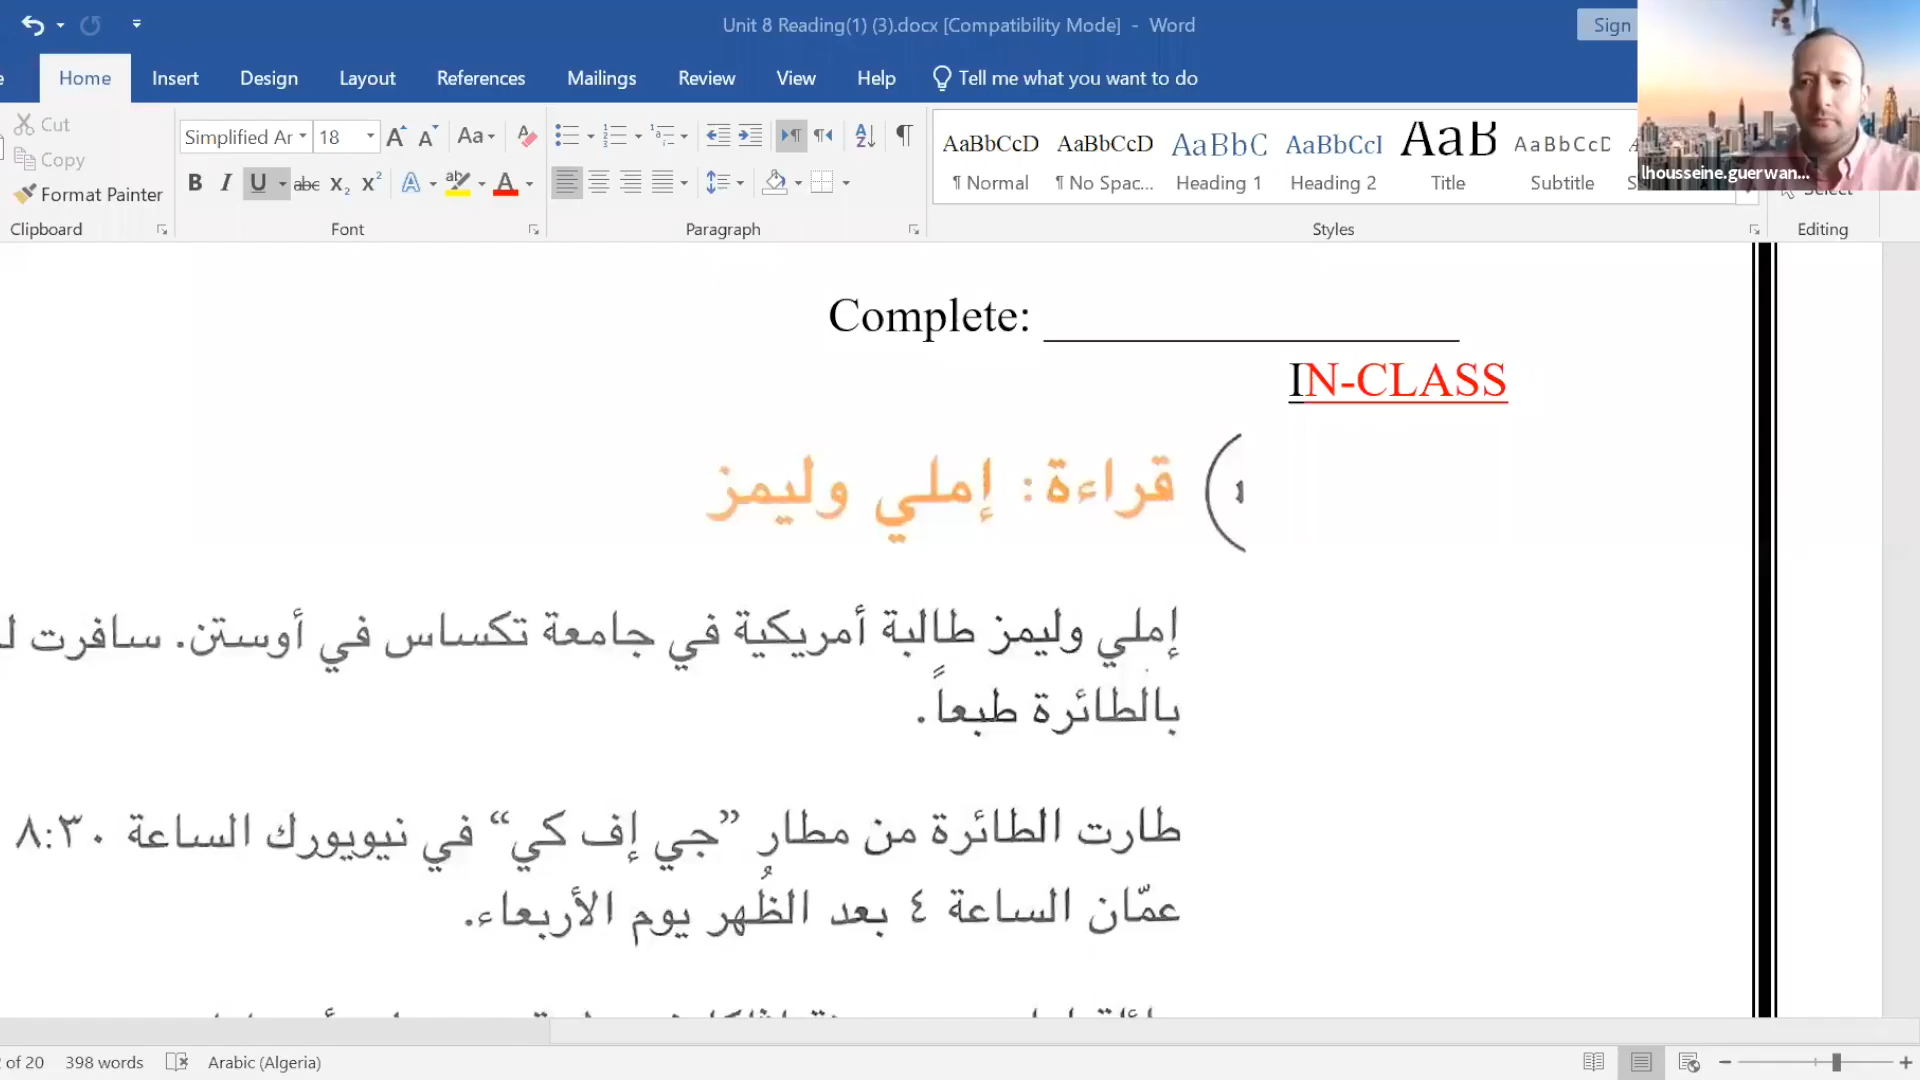 Unit 8 Reading(1) (3).docx [Compatibility Mode] - Word
Sign
Home Insert Design Layout References Mailings Review View Help Tell me what you want to do
Cut
Copy
Format Painter
Clipboard
Simplified Ar 18
Font
Paragraph
AaBbCcD AaBbCcD AaBbC AaBbCcI AaB AaBbCcD
¶ Normal ¶ No Spac... Heading 1 Heading 2 Title Subtitle
Styles
lhousseine.guerwan...
Select
Editing
Complete: ____________________
IN-CLASS
١) قراءة: إملي وليمز
إملي وليمز طالبة أمريكية في جامعة تكساس في أوستن. سافرت
بالطائرة طبعاً.
طارت الطائرة من مطار ”جي إف كي“ في نيويورك الساعة ٨:٣٠
عمّان الساعة ٤ بعد الظُهر يوم الأربعاء.
of 20 398 words Arabic (Algeria)